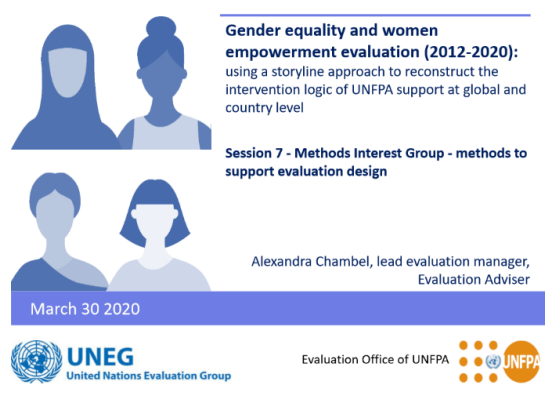 Gender equality and women
empowerment evaluation (2012-2020):
using a storyline approach to reconstruct the
intervention logic of UNFPA support at global and
country level
Session 7 - Methods Interest Group - methods to
support evaluation design
Alexandra Chambel, lead evaluation manager,
Evaluation Adviser
March 30 2020
UNEG
United Nations Evaluation Group
Evaluation Office of UNFPA
UNFPA